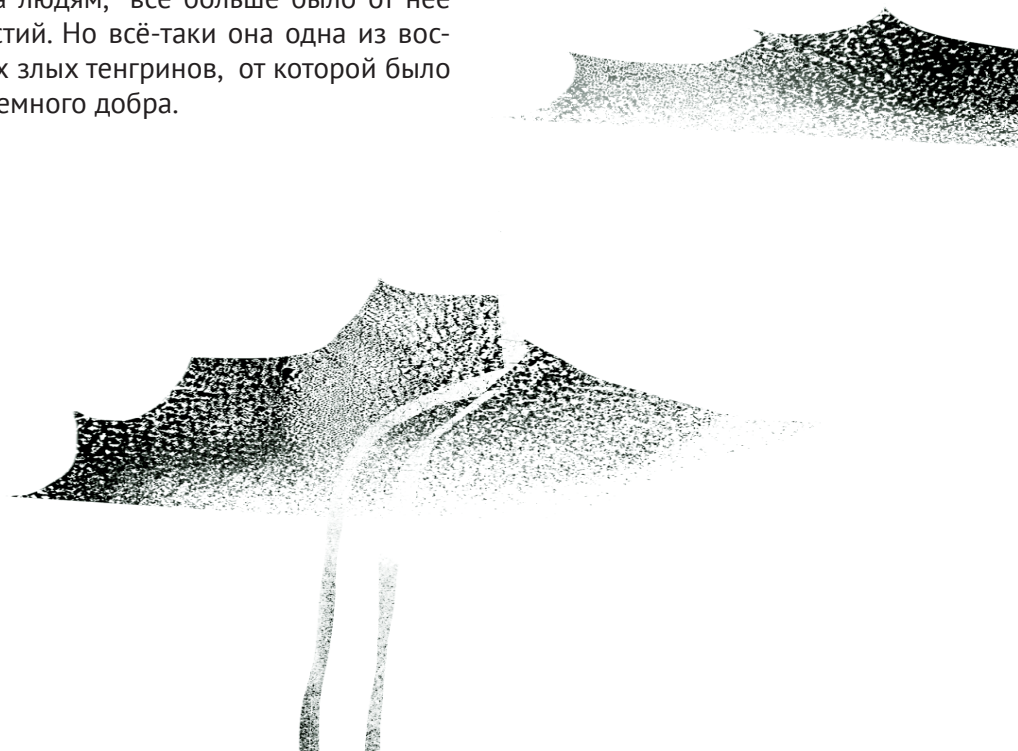 людям, всё больше было от неё
стий. Но всё-таки она одна из вос-
х злых тенгринов, от которой было
емного добра.